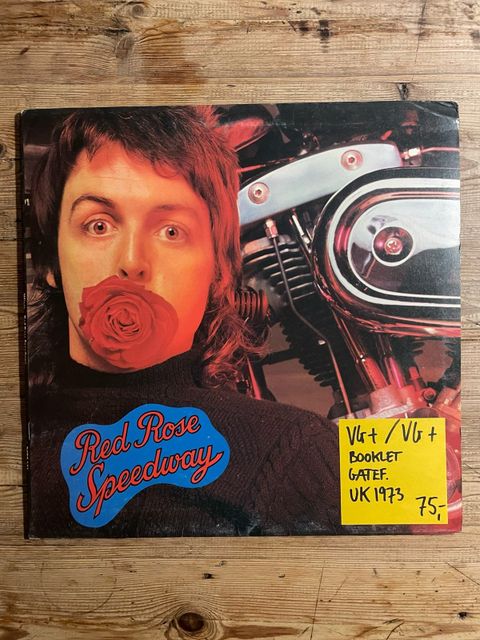 Red Rose
Speedway
VG+/VG+
BOOKLET
GATEF.
UK 1973
75,-